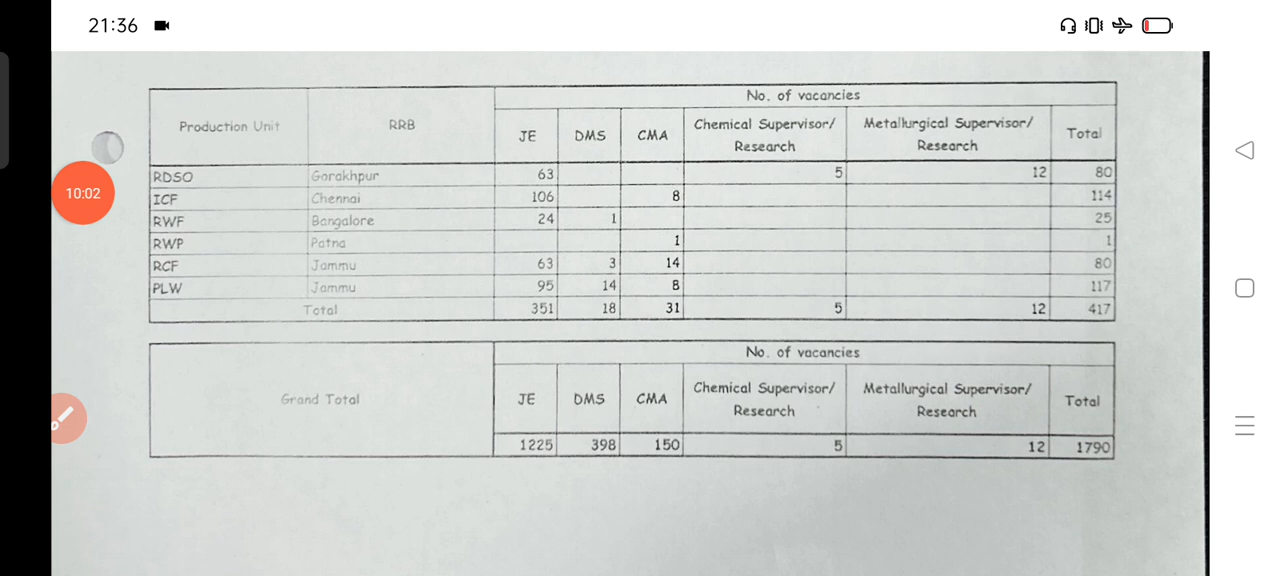 21:36
10:02
No. of vacancies
Production Unit RRB JE DMS CMA Chemical Supervisor/ Research Metallurgical Supervisor/ Research Total
RDSO Gorakhpur 63 5 12 80
ICF Chennai 106 8 114
RWF Bangalore 24 1 25
RWP Patna 1 1
RCF Jammu 63 3 14 80
PLW Jammu 95 14 8 117
Total 351 18 31 5 12 417
No. of vacancies
Grand Total JE DMS CMA Chemical Supervisor/ Research Metallurgical Supervisor/ Research Total
1225 398 150 5 12 1790